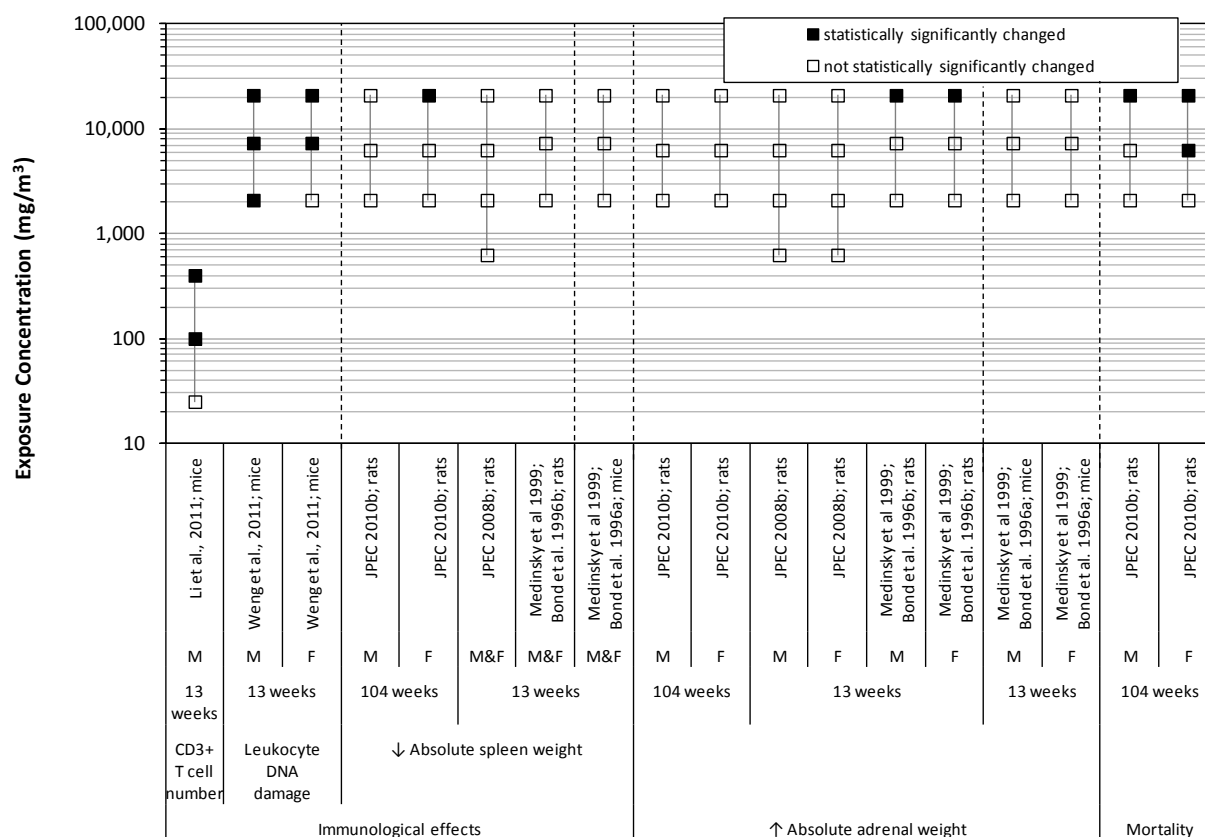 statistically significantly changed
not statistically significantly changed
Exposure Concentration (mg/m³)
100,000
10,000
1,000
100
10
Li et al., 2011; mice
Weng et al., 2011; mice
Weng et al., 2011; mice
JPEC 2010b; rats
JPEC 2010b; rats
JPEC 2008b; rats
Medinsky et al 1999;
Bond et al. 1996b; rats
Medinsky et al 1999;
Bond et al. 1996a; mice
JPEC 2010b; rats
JPEC 2010b; rats
JPEC 2008b; rats
JPEC 2008b; rats
Medinsky et al 1999;
Bond et al. 1996b; rats
Medinsky et al 1999;
Bond et al. 1996b; rats
Medinsky et al 1999;
Bond et al. 1996a; mice
Medinsky et al 1999;
Bond et al. 1996a; mice
JPEC 2010b; rats
JPEC 2010b; rats
M M F M F M&F M&F M&F M F M F M F M F M F
13
weeks
13 weeks
104 weeks
13 weeks
104 weeks
13 weeks
13 weeks
104 weeks
CD3+
T cell
number
Leukocyte
DNA
damage
↓ Absolute spleen weight
Immunological effects
↑ Absolute adrenal weight
Mortality